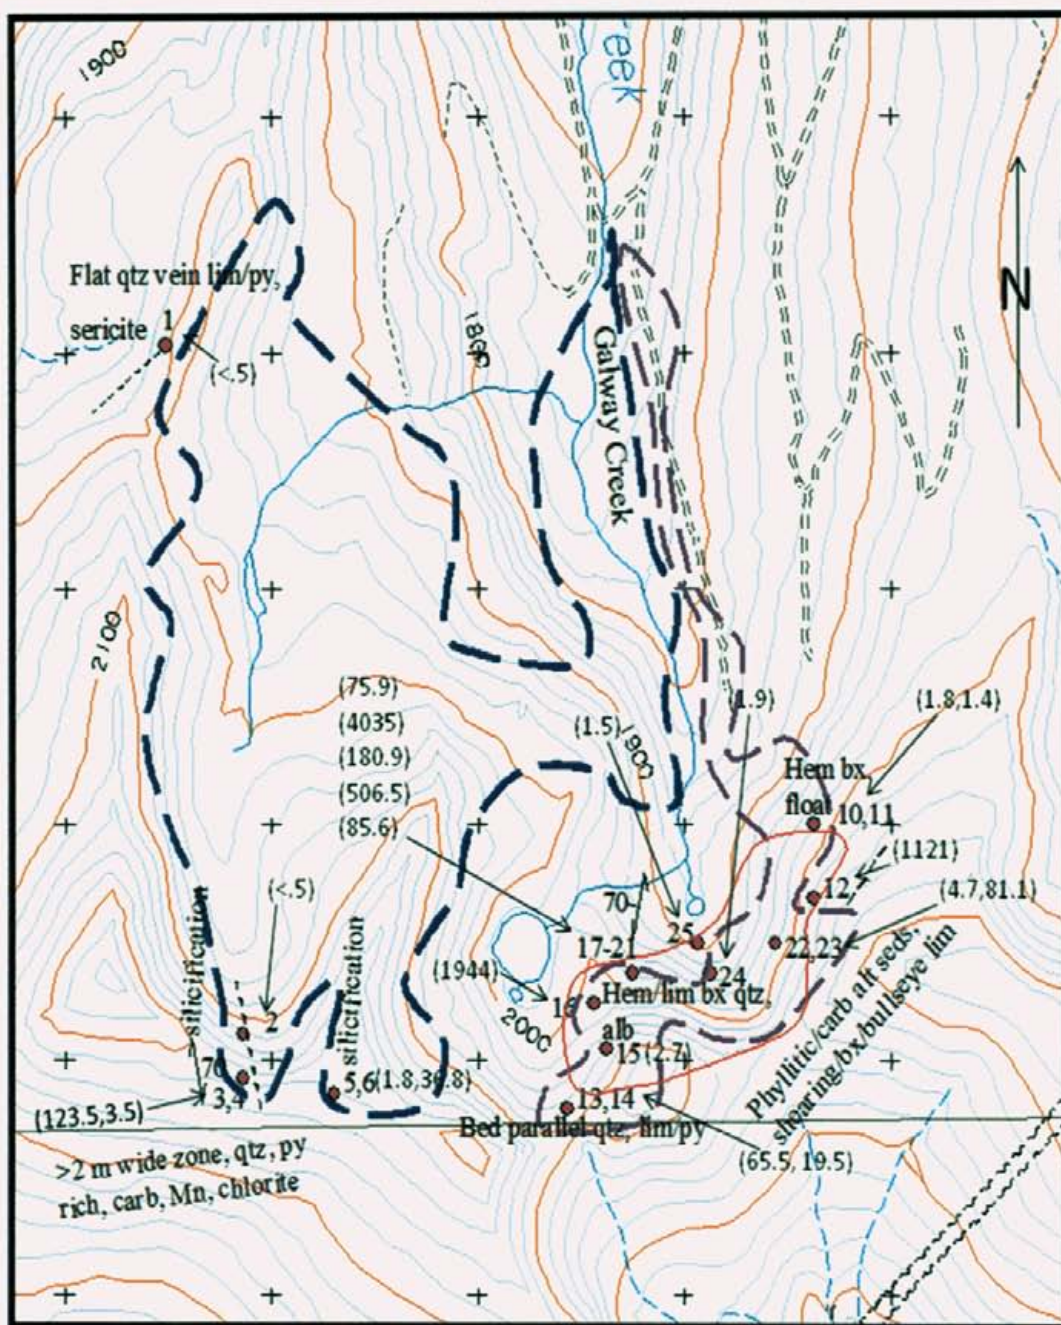 1900
eek
N
Flat qtz vein lim/py,
sericite 1
(<.5)
1800
Galway Creek
2100
(75.9)
(4035)
(180.9)
(506.5)
(85.6)
(1.5)
1900
(1.9)
(1.8,1.4)
Hem bx,
float
10,11
(1121)
12,
(4.7,81.1)
(<.5)
silicification
silicification
70-
17-21
25
22,23
24
(1944)
Hem/lim bx qtz,
alb
2000
2
15(2.7)
70
3,4
5,6(1.8,36.8)
13,14
(123.5,3.5)
Bed parallel qtz, lim/py
Phyllitic/carb alt seds,
shearing/bx/bullseye lim
(65.5, 19.5)
>2 m wide zone, qtz, py
rich, carb, Mn, chlorite